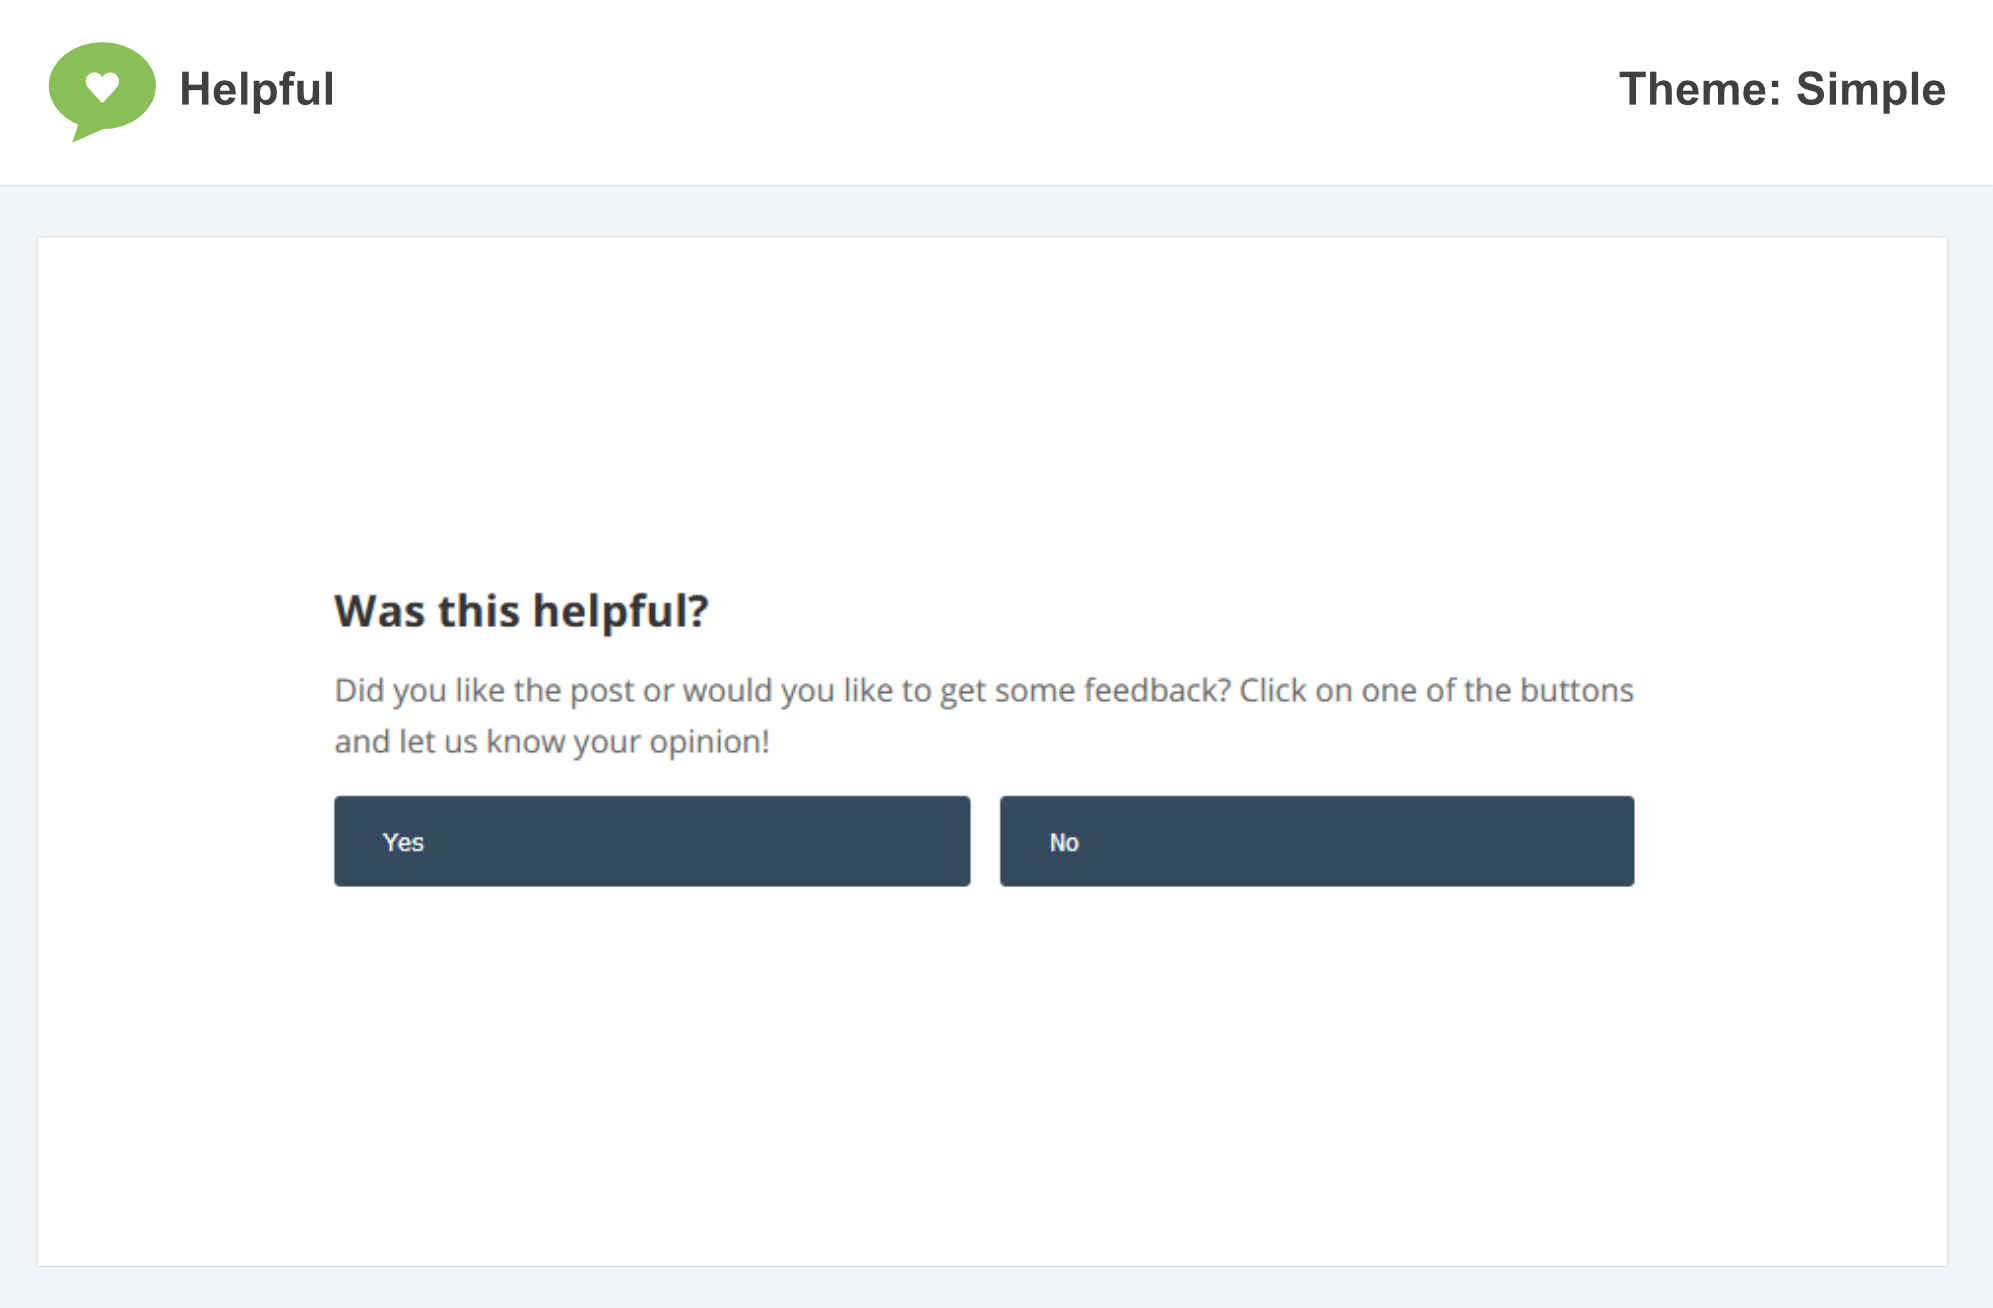 Helpful
Theme: Simple
Was this helpful?
Did you like the post or would you like to get some feedback? Click on one of the buttons
and let us know your opinion!
Yes
No